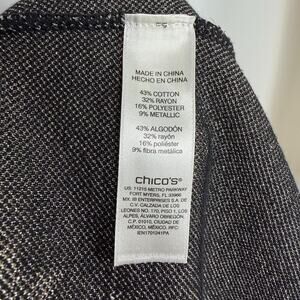 MADE IN CHINA
HECHO EN CHINA
43% COTTON
32% RAYON
16% POLYESTER
9% METALLIC
43% ALGODÓN
32% rayón
16% poliéster
9% fibra metálica
chico's®
US: 11215 METRO PARKWAY
FORT MYERS, FL 33966
MX: IB ENTERPRISES S.A. DE
C.V. CALZADA DE LOS
LEONES NO. 170, PISO 1, LOS
ALPES, ÁLVARO OBREGÓN,
C.P. 01010, CIUDAD DE
MÉXICO, MÉXICO, RFC: